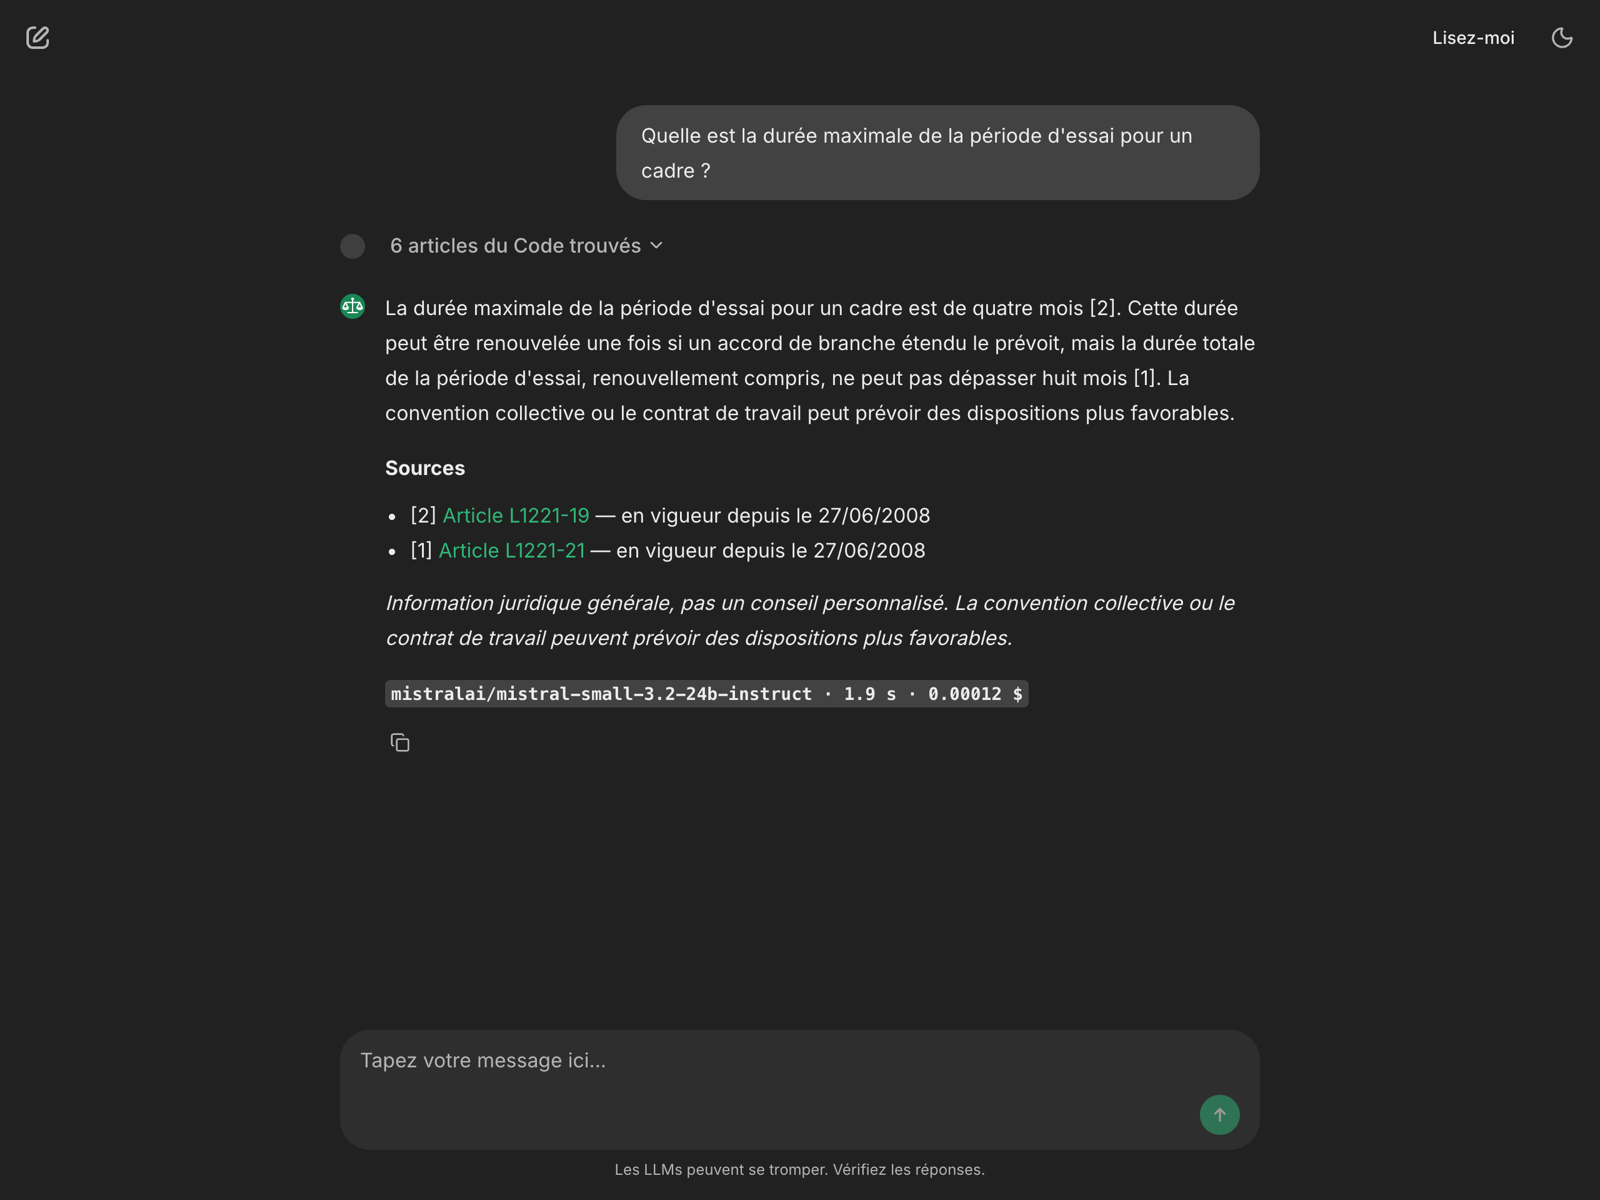 Lisez-moi
Quelle est la durée maximale de la période d'essai pour un
cadre ?
6 articles du Code trouvés
La durée maximale de la période d'essai pour un cadre est de quatre mois [2]. Cette durée
peut être renouvelée une fois si un accord de branche étendu le prévoit, mais la durée totale
de la période d'essai, renouvellement compris, ne peut pas dépasser huit mois [1]. La
convention collective ou le contrat de travail peut prévoir des dispositions plus favorables.
Sources
• [2] Article L1221-19 — en vigueur depuis le 27/06/2008
• [1] Article L1221-21 — en vigueur depuis le 27/06/2008
Information juridique générale, pas un conseil personnalisé. La convention collective ou le
contrat de travail peuvent prévoir des dispositions plus favorables.
mistralai/mistral-small-3.2-24b-instruct · 1.9 s · 0.00012 $
Tapez votre message ici...
Les LLMs peuvent se tromper. Vérifiez les réponses.